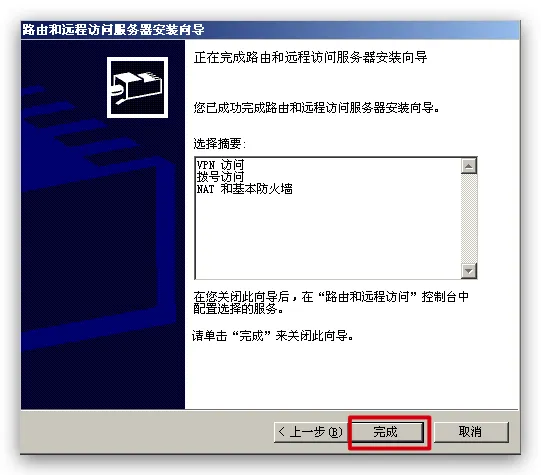 路由和远程访问服务器安装向导
正在完成路由和远程访问服务器安装向导
您已成功完成路由和远程访问服务器安装向导。
选择摘要:
VPN 访问
拨号访问
NAT 和基本防火墙
在您关闭此向导后，在“路由和远程访问”控制台中
配置选择的服务。
请单击“完成”来关闭此向导。
< 上一步(B) 完成 取消